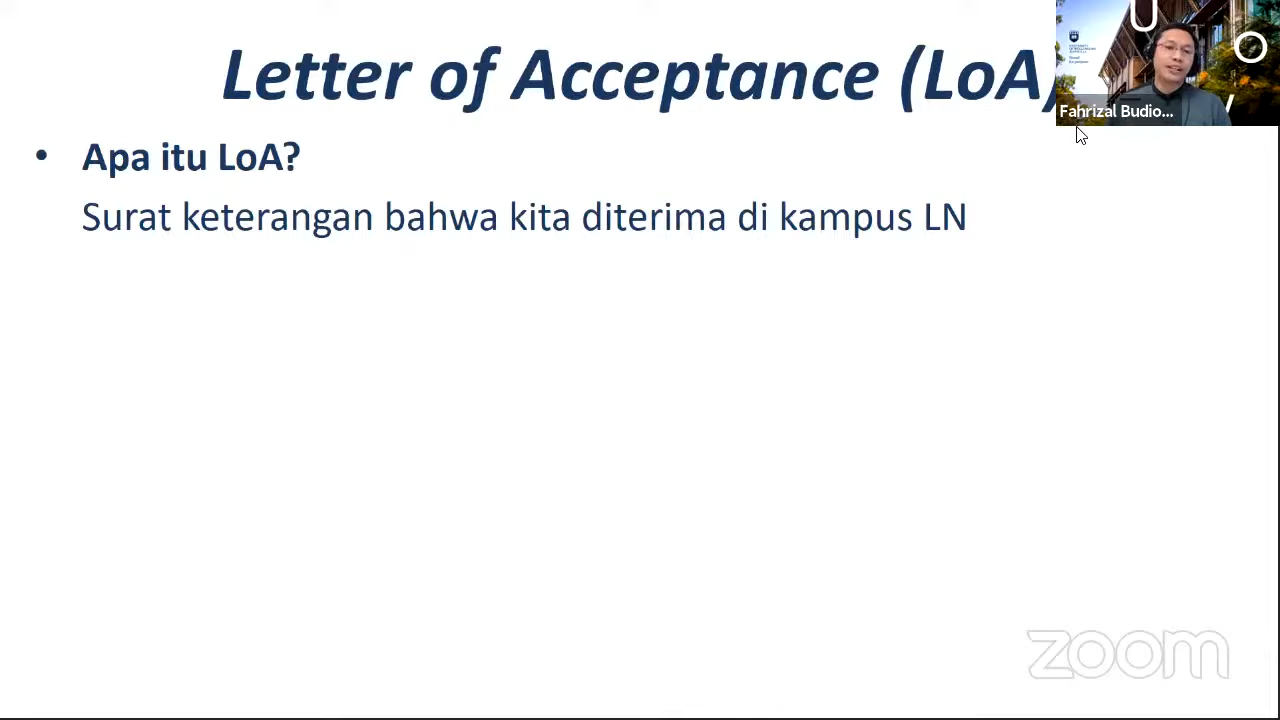 Letter of Acceptance (LoA)
Fahrizal Budio...
• Apa itu LoA?
Surat keterangan bahwa kita diterima di kampus LN
U
O
zoom